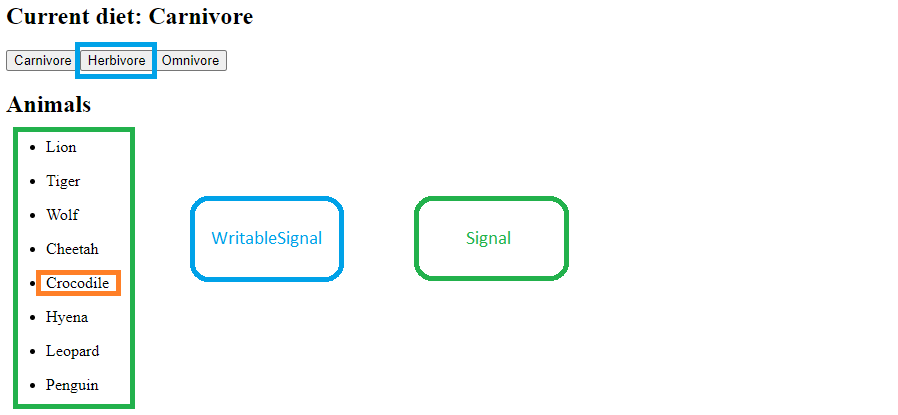 Current diet: Carnivore
Carnivore Herbivore Omnivore
Animals
Lion
Tiger
Wolf
Cheetah
Crocodile
Hyena
Leopard
Penguin
WritableSignal
Signal